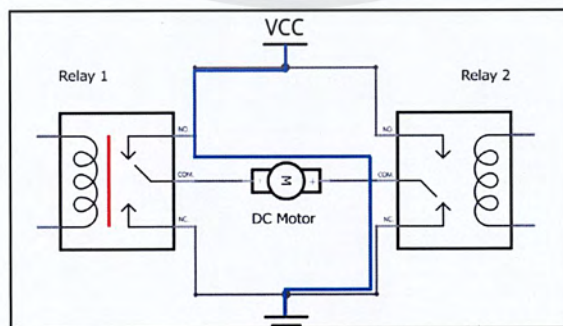 VCC
Relay 1
Relay 2
NO.
NO.
COM.
COM.
- M +
DC Motor
NC.
NC.